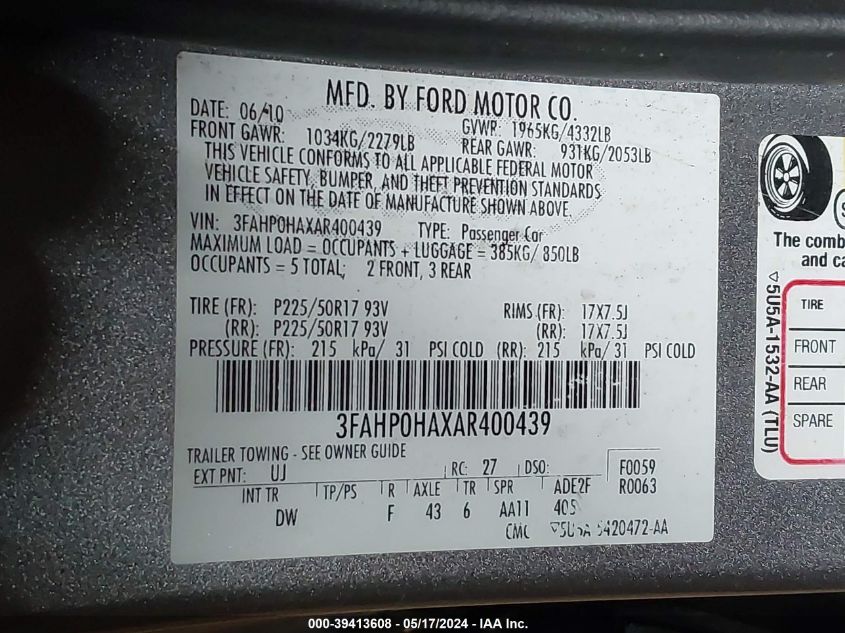 MFD. BY FORD MOTOR CO.
DATE: 06/10 GVWR: 1965KG/4332LB
FRONT GAWR: 1034KG/2279LB REAR GAWR: 931KG/2053LB
THIS VEHICLE CONFORMS TO ALL APPLICABLE FEDERAL MOTOR
VEHICLE SAFETY, BUMPER, AND THEFT PREVENTION STANDARDS
IN EFFECT ON THE DATE OF MANUFACTURE SHOWN ABOVE.
VIN: 3FAHP0HAXAR400439 TYPE: Passenger Car
MAXIMUM LOAD = OCCUPANTS + LUGGAGE = 385KG/ 850LB
OCCUPANTS = 5 TOTAL; 2 FRONT, 3 REAR
TIRE (FR): P225/50R17 93V RIMS (FR): 17X7.5J
(RR): P225/50R17 93V (RR): 17X7.5J
PRESSURE (FR): 215 kPa/ 31 PSI COLD (RR): 215 kPa/ 31 PSI COLD
3FAHP0HAXAR400439
TRAILER TOWING - SEE OWNER GUIDE
EXT PNT: UJ RC: 27 DSO: F0059
INT TR TP/PS R AXLE TR SPR ADE2F R0063
DW F 43 6 AA11 405
CMC 5U5A 5420472-AA
The comb
and ca
5U5A-1532-AA (TLU)
TIRE
FRONT
REAR
SPARE
000-39413608 - 05/17/2024 - IAA Inc.